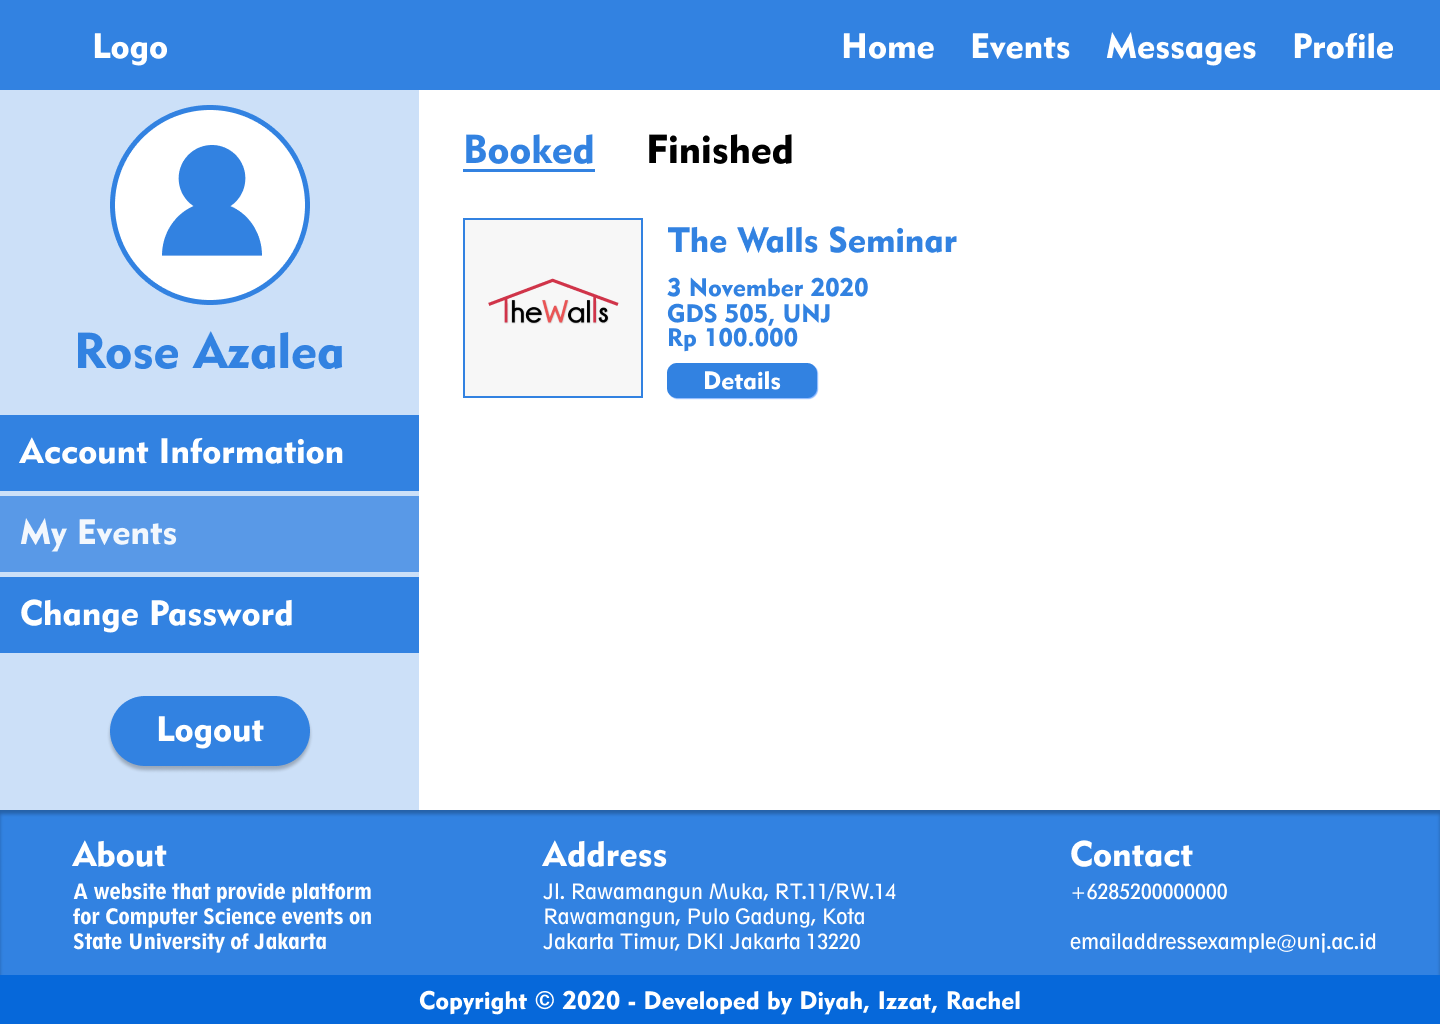 Logo
Home Events Messages Profile
Rose Azalea
Account Information
My Events
Change Password
Logout
Booked Finished
TheWalls
The Walls Seminar
3 November 2020
GDS 505, UNJ
Rp 100.000
Details
About
A website that provide platform
for Computer Science events on
State University of Jakarta
Address
Jl. Rawamangun Muka, RT.11/RW.14
Rawamangun, Pulo Gadung, Kota
Jakarta Timur, DKI Jakarta 13220
Contact
+6285200000000
emailaddressexample@unj.ac.id
Copyright © 2020 - Developed by Diyah, Izzat, Rachel